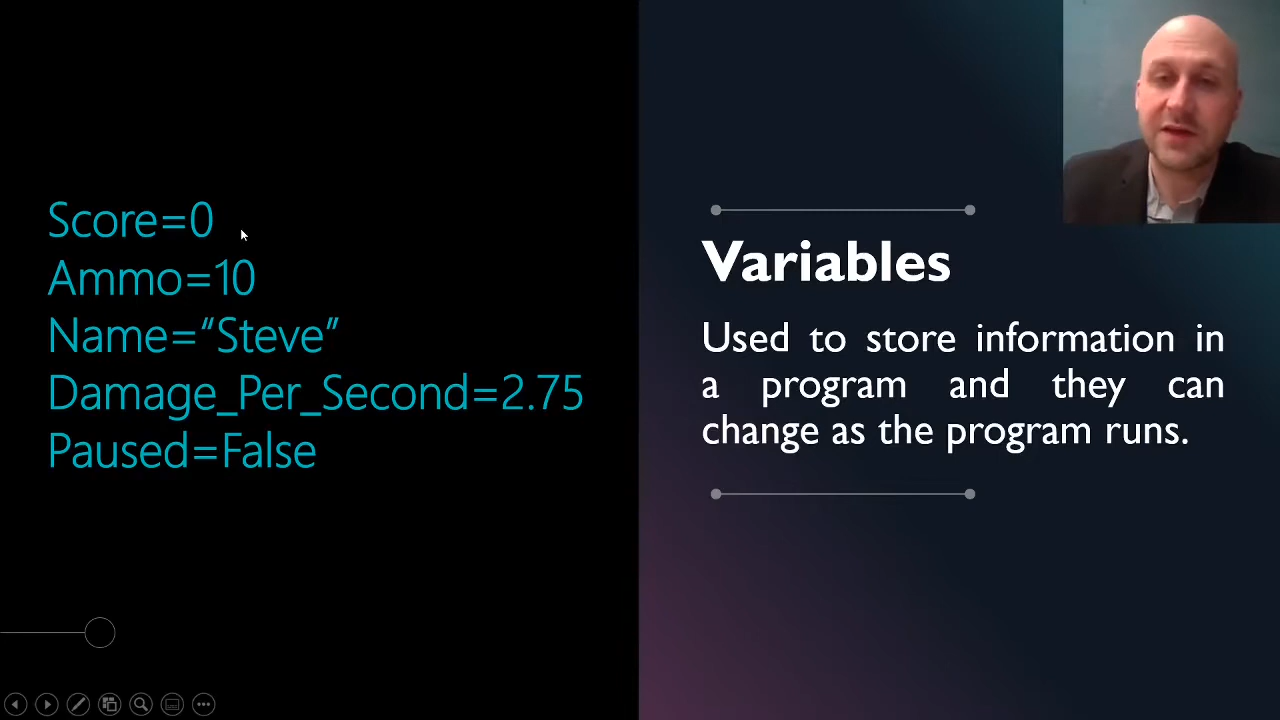 Score=0
Ammo=10
Name=“Steve”
Damage_Per_Second=2.75
Paused=False
Variables
Used to store information in
a program and they can
change as the program runs.